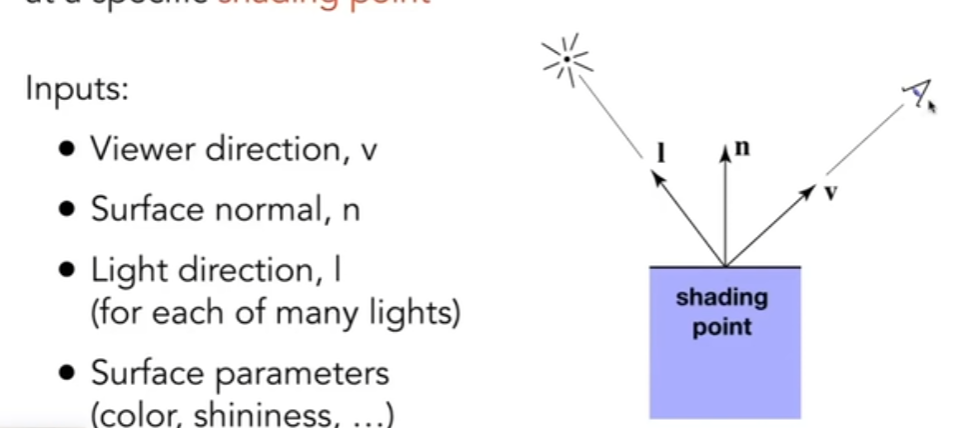 at a specific shading point
Inputs:
• Viewer direction, v
• Surface normal, n
• Light direction, l
(for each of many lights)
• Surface parameters
(color, shininess, ...)
l
n
v
shading
point